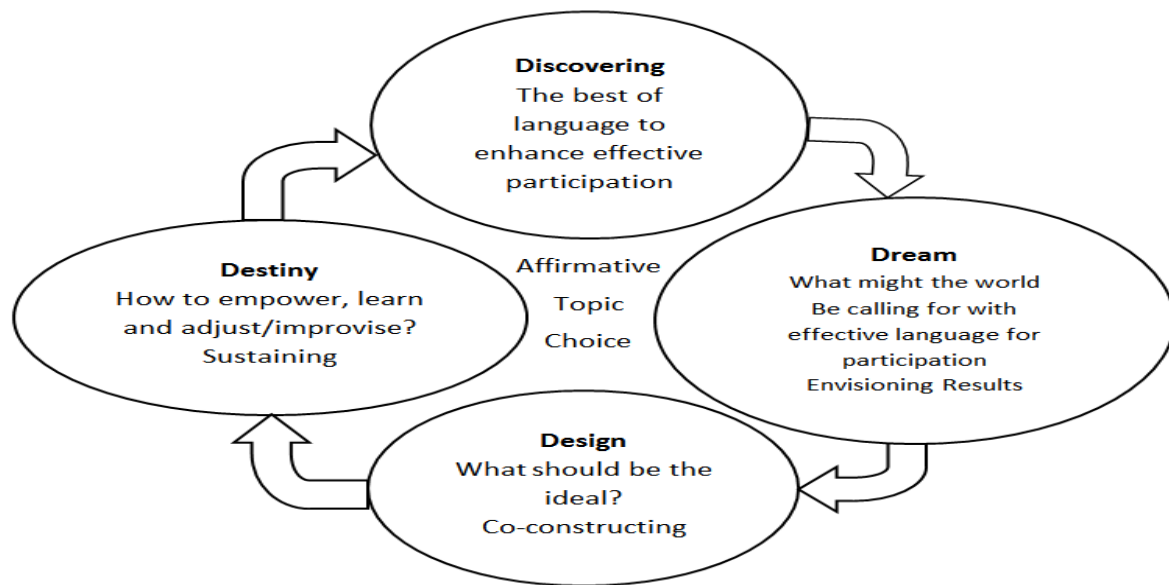 Discovering
The best of
language to
enhance effective
participation
Dream
What might the world
Be calling for with
effective language for
participation
Envisioning Results
Design
What should be the
ideal?
Co-constructing
Destiny
How to empower, learn
and adjust/improvise?
Sustaining
Affirmative
Topic
Choice